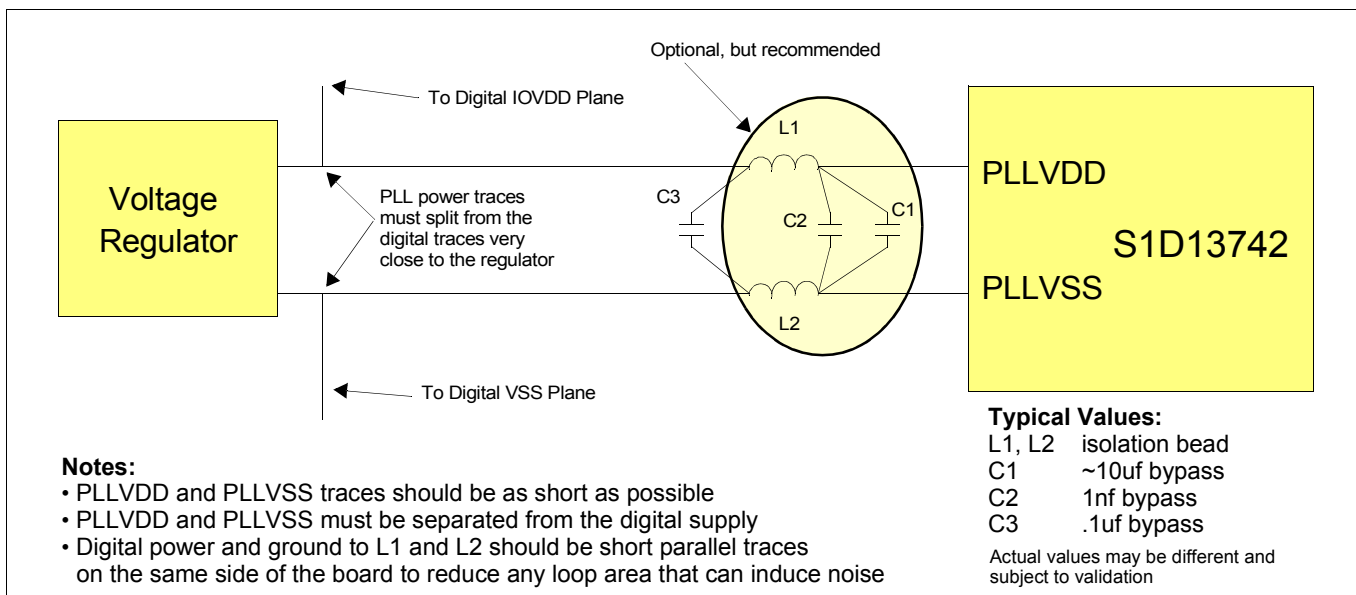 Optional, but recommended
To Digital IOVDD Plane
L1
Voltage
Regulator
PLL power traces
must split from the
digital traces very
close to the regulator
C3
C2
C1
L2
PLLVDD
S1D13742
PLLVSS
To Digital VSS Plane
Notes:
• PLLVDD and PLLVSS traces should be as short as possible
• PLLVDD and PLLVSS must be separated from the digital supply
• Digital power and ground to L1 and L2 should be short parallel traces
on the same side of the board to reduce any loop area that can induce noise
Typical Values:
L1, L2 isolation bead
C1 ~10uf bypass
C2 1nf bypass
C3 .1uf bypass
Actual values may be different and
subject to validation